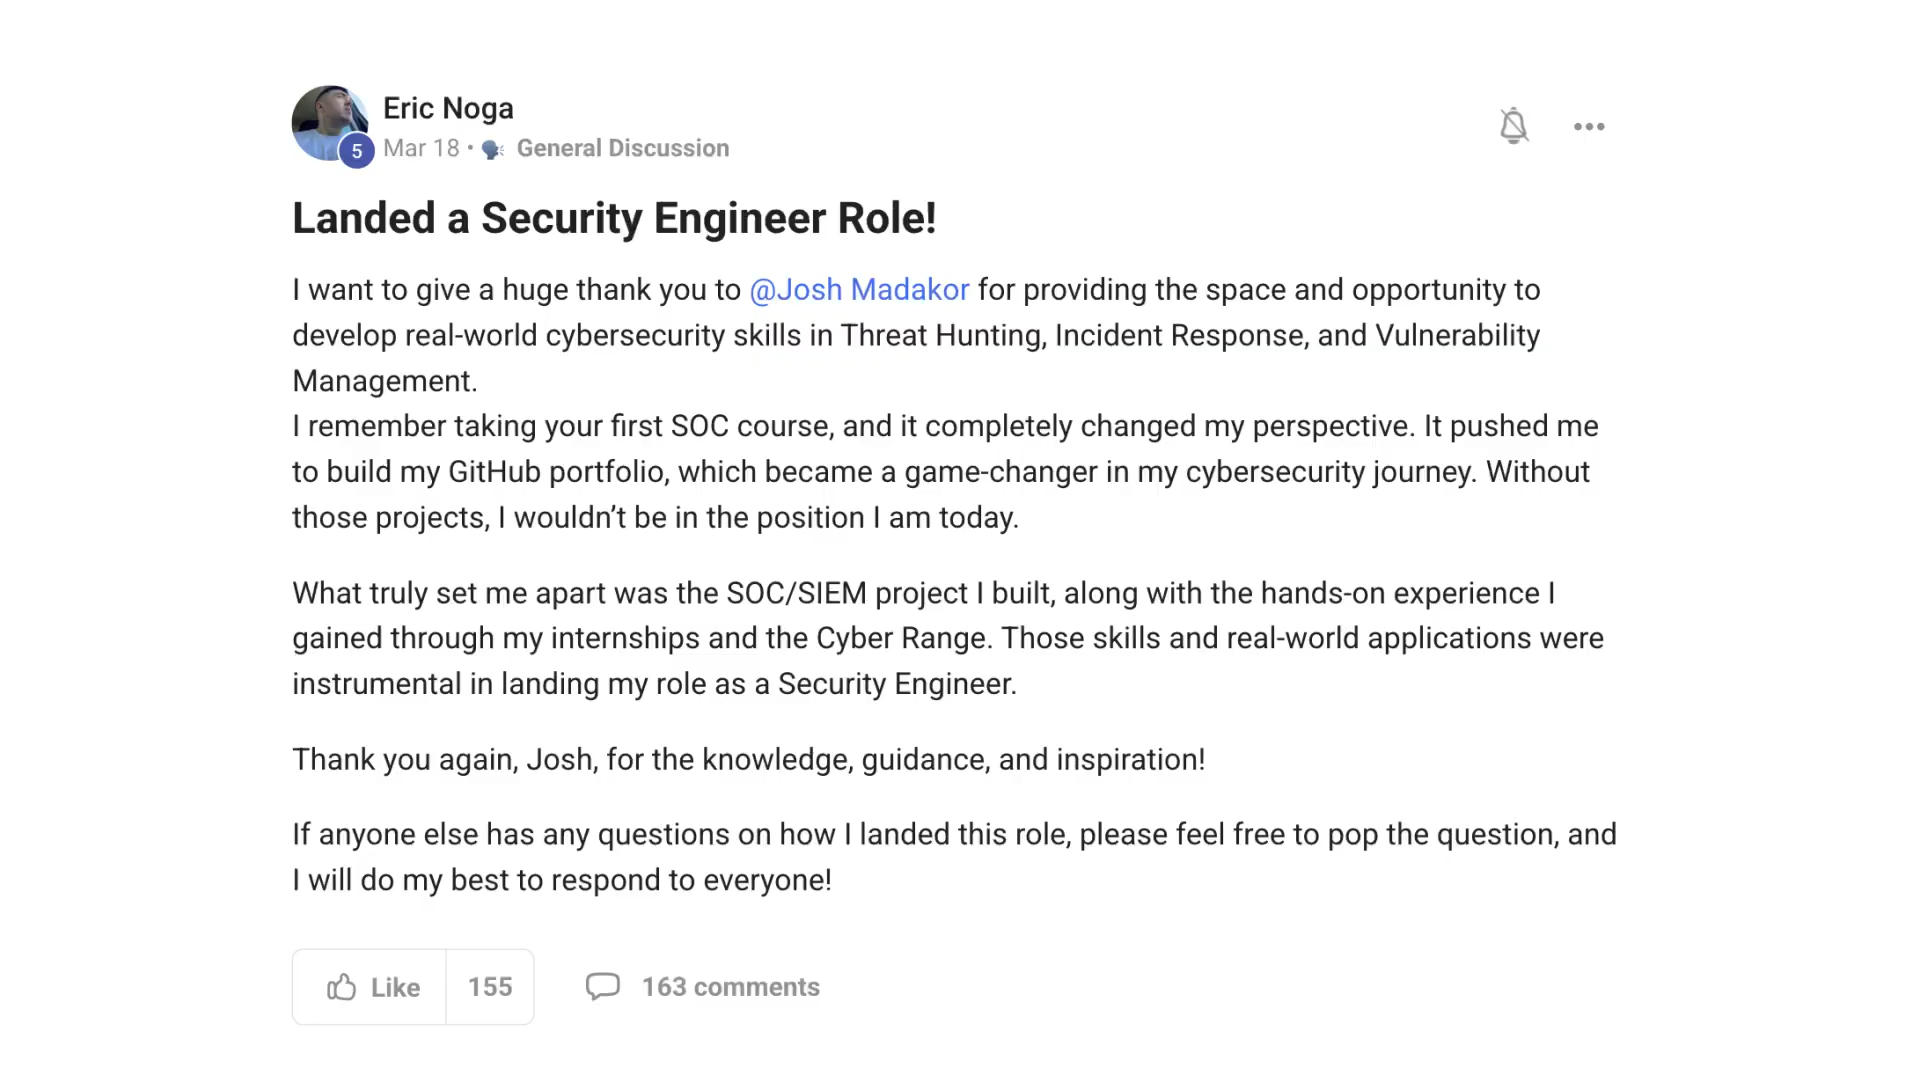 Eric Noga
5
Mar 18 • General Discussion
Landed a Security Engineer Role!
I want to give a huge thank you to @Josh Madakor for providing the space and opportunity to
develop real-world cybersecurity skills in Threat Hunting, Incident Response, and Vulnerability
Management.
I remember taking your first SOC course, and it completely changed my perspective. It pushed me
to build my GitHub portfolio, which became a game-changer in my cybersecurity journey. Without
those projects, I wouldn’t be in the position I am today.
What truly set me apart was the SOC/SIEM project I built, along with the hands-on experience I
gained through my internships and the Cyber Range. Those skills and real-world applications were
instrumental in landing my role as a Security Engineer.
Thank you again, Josh, for the knowledge, guidance, and inspiration!
If anyone else has any questions on how I landed this role, please feel free to pop the question, and
I will do my best to respond to everyone!
Like 155 163 comments